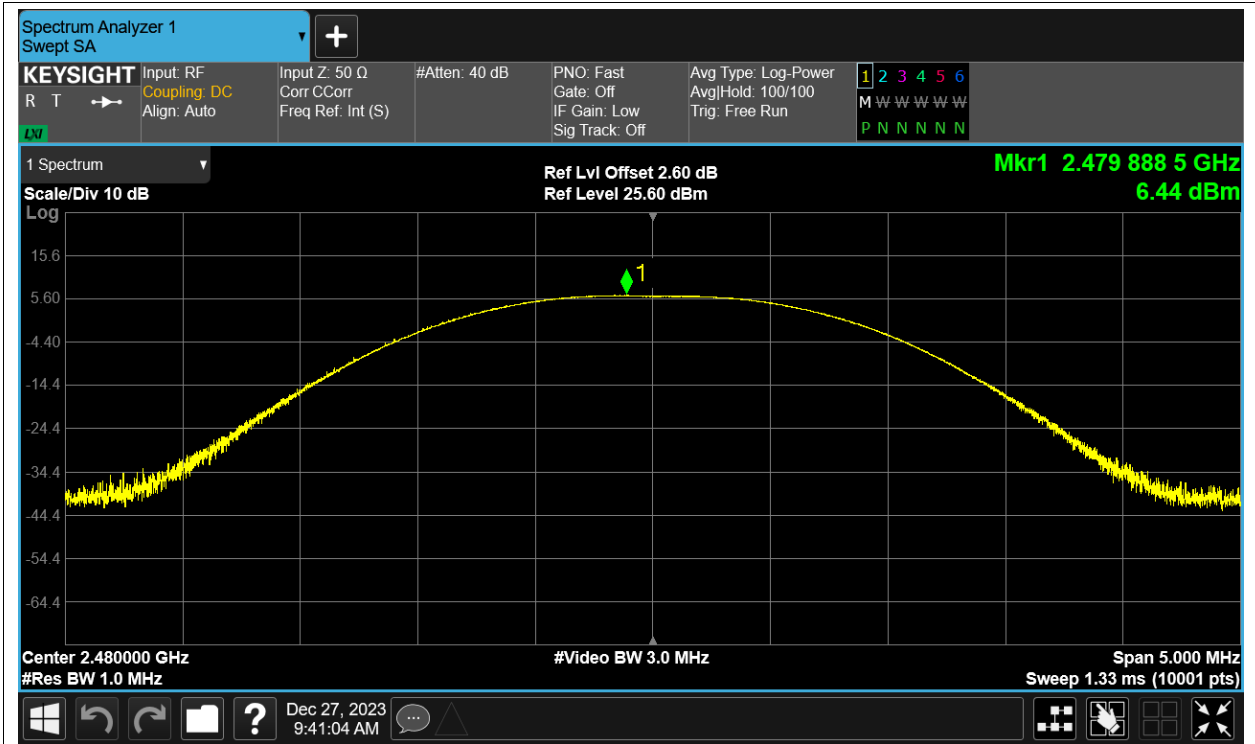 Spectrum Analyzer 1
Swept SA
KEYSIGHT
R T
LXI
Input: RF
Coupling: DC
Align: Auto
Input Z: 50 Ω
Corr CCorr
Freq Ref: Int (S)
#Atten: 40 dB
PNO: Fast
Gate: Off
IF Gain: Low
Sig Track: Off
Avg Type: Log-Power
Avg|Hold: 100/100
Trig: Free Run
1 2 3 4 5 6
M W W W W W
P N N N N N
1 Spectrum
Scale/Div 10 dB
Log
Ref Lvl Offset 2.60 dB
Ref Level 25.60 dBm
Mkr1 2.479 888 5 GHz
6.44 dBm
1
15.6
5.60
-4.40
-14.4
-24.4
-34.4
-44.4
-54.4
-64.4
Center 2.480000 GHz
#Res BW 1.0 MHz
#Video BW 3.0 MHz
Span 5.000 MHz
Sweep 1.33 ms (10001 pts)
?
Dec 27, 2023
9:41:04 AM